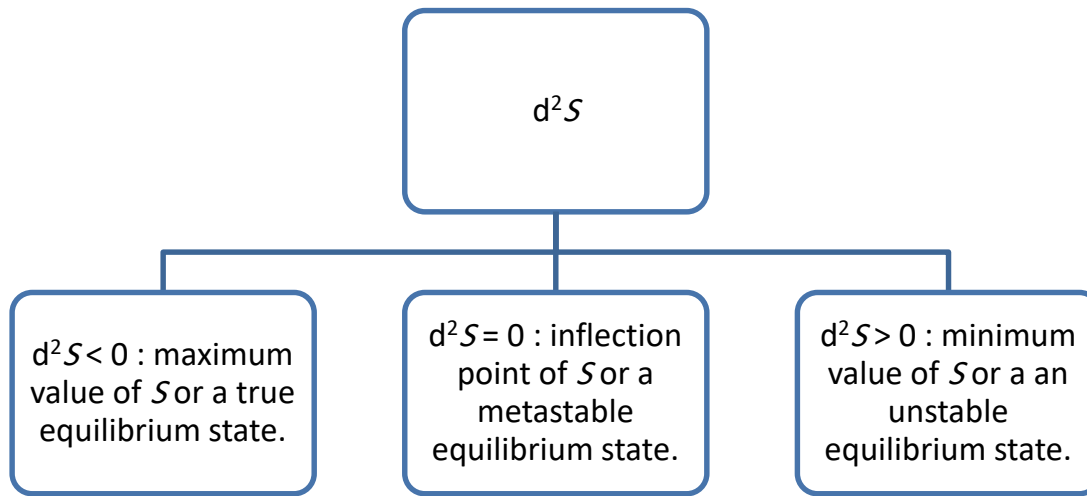 d²S
d²S < 0 : maximum
value of S or a true
equilibrium state.
d²S = 0 : inflection
point of S or a
metastable
equilibrium state.
d²S > 0 : minimum
value of S or a an
unstable
equilibrium state.